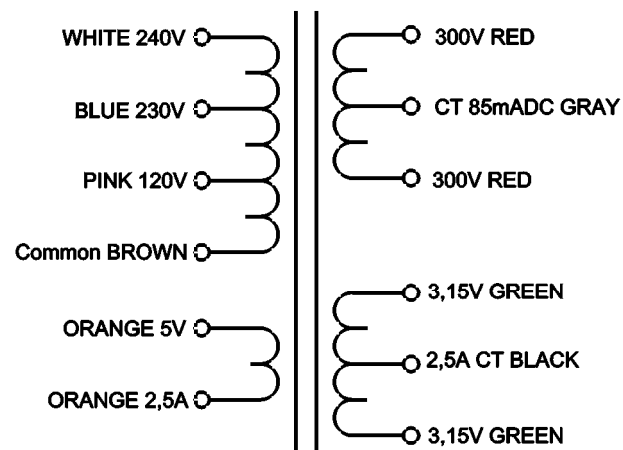 WHITE 240V
BLUE 230V
PINK 120V
Common BROWN
ORANGE 5V
ORANGE 2,5A
300V RED
CT 85mADC GRAY
300V RED
3,15V GREEN
2,5A CT BLACK
3,15V GREEN